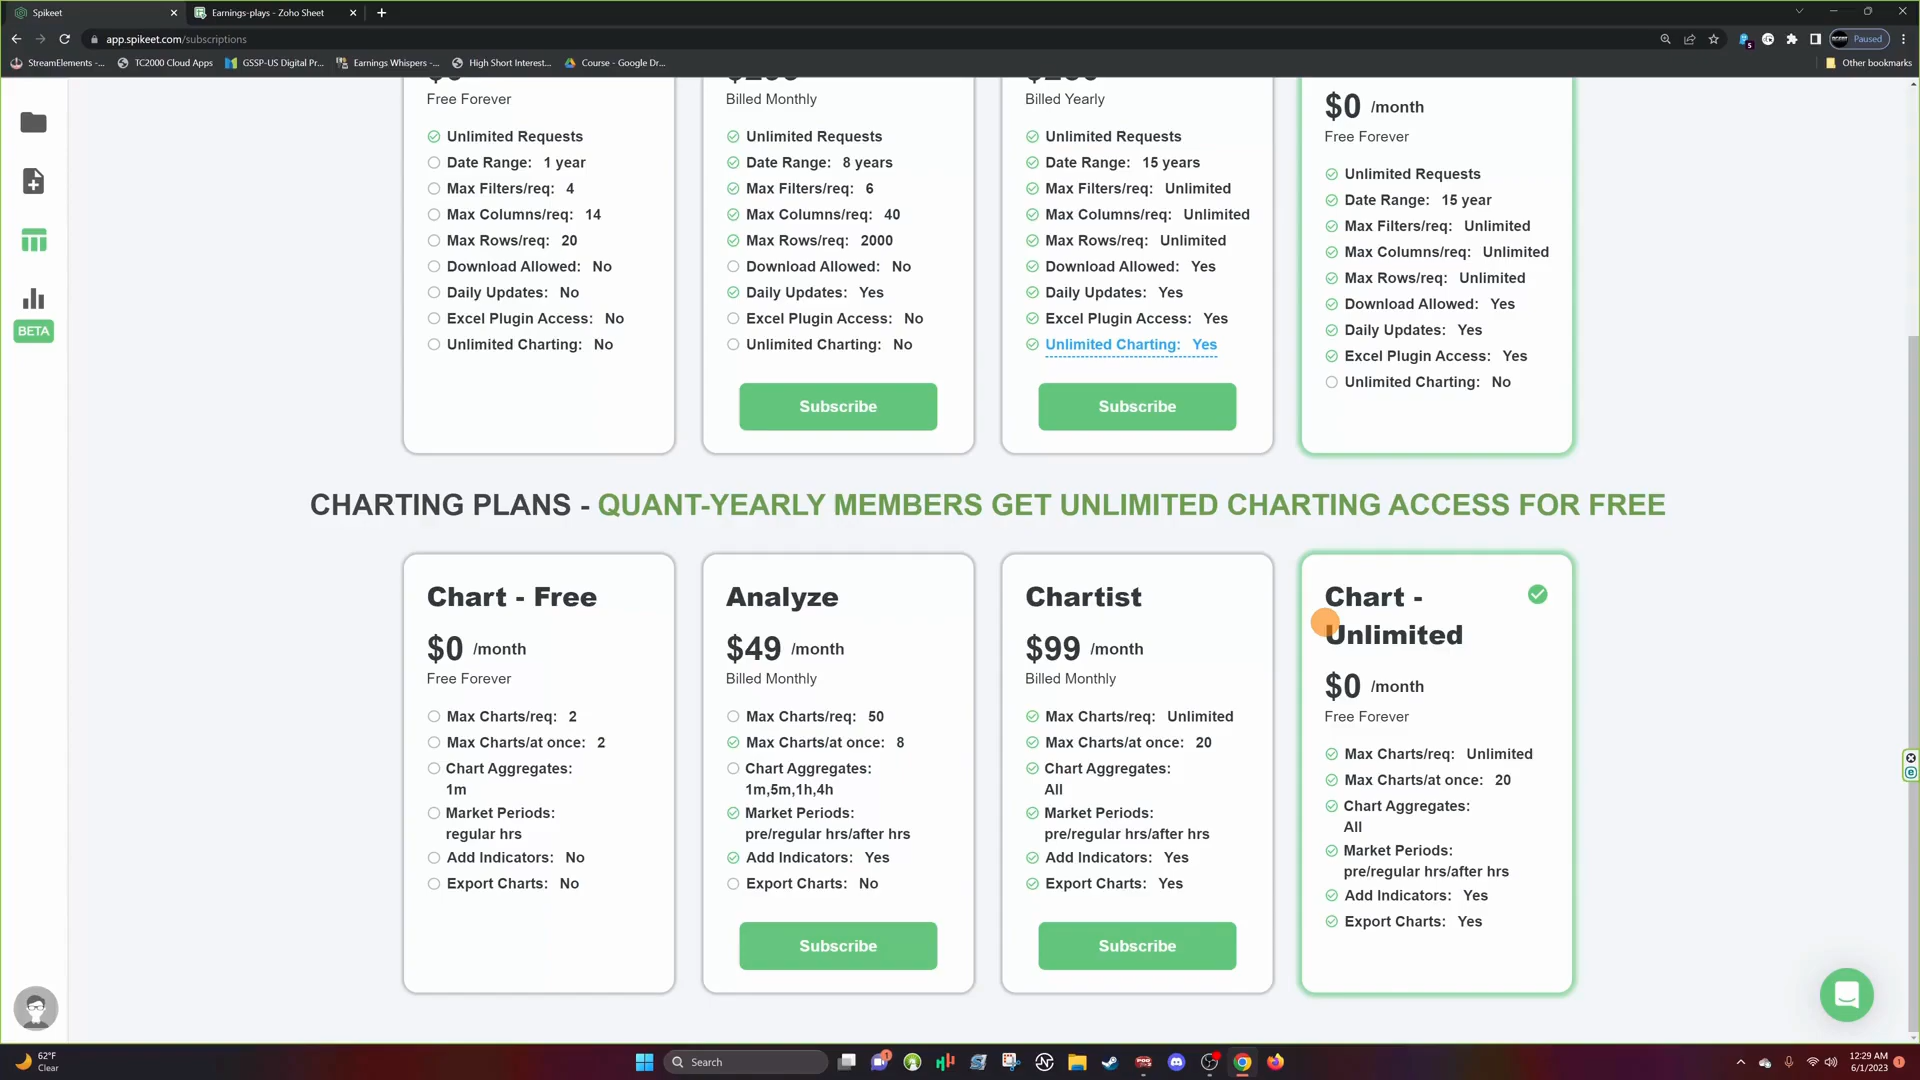 Spikeet
Earnings-plays - Zoho Sheet
app.spikeet.com/subscriptions
5
Paused
StreamElements -...
TC2000 Cloud Apps
GSSP-US Digital Pr...
Earnings Whispers -...
High Short Interest...
Course - Google Dr...
Other bookmarks
Free Forever
Billed Monthly
Billed Yearly
$0 /month
Free Forever
Unlimited Requests
Date Range: 1 year
Max Filters/req: 4
Max Columns/req: 14
Max Rows/req: 20
Download Allowed: No
Daily Updates: No
Excel Plugin Access: No
Unlimited Charting: No
Unlimited Requests
Date Range: 8 years
Max Filters/req: 6
Max Columns/req: 40
Max Rows/req: 2000
Download Allowed: No
Daily Updates: Yes
Excel Plugin Access: No
Unlimited Charting: No
Subscribe
Unlimited Requests
Date Range: 15 years
Max Filters/req: Unlimited
Max Columns/req: Unlimited
Max Rows/req: Unlimited
Download Allowed: Yes
Daily Updates: Yes
Excel Plugin Access: Yes
Unlimited Charting: Yes
Subscribe
Unlimited Requests
Date Range: 15 year
Max Filters/req: Unlimited
Max Columns/req: Unlimited
Max Rows/req: Unlimited
Download Allowed: Yes
Daily Updates: Yes
Excel Plugin Access: Yes
Unlimited Charting: No
BETA
CHARTING PLANS - QUANT-YEARLY MEMBERS GET UNLIMITED CHARTING ACCESS FOR FREE
Chart - Free
$0 /month
Free Forever
Max Charts/req: 2
Max Charts/at once: 2
Chart Aggregates:
1m
Market Periods:
regular hrs
Add Indicators: No
Export Charts: No
Analyze
$49 /month
Billed Monthly
Max Charts/req: 50
Max Charts/at once: 8
Chart Aggregates:
1m,5m,1h,4h
Market Periods:
pre/regular hrs/after hrs
Add Indicators: Yes
Export Charts: No
Subscribe
Chartist
$99 /month
Billed Monthly
Max Charts/req: Unlimited
Max Charts/at once: 20
Chart Aggregates:
All
Market Periods:
pre/regular hrs/after hrs
Add Indicators: Yes
Export Charts: Yes
Subscribe
Chart -
Unlimited
$0 /month
Free Forever
Max Charts/req: Unlimited
Max Charts/at once: 20
Chart Aggregates:
All
Market Periods:
pre/regular hrs/after hrs
Add Indicators: Yes
Export Charts: Yes
62°F
Clear
Search
12:29 AM
6/1/2023